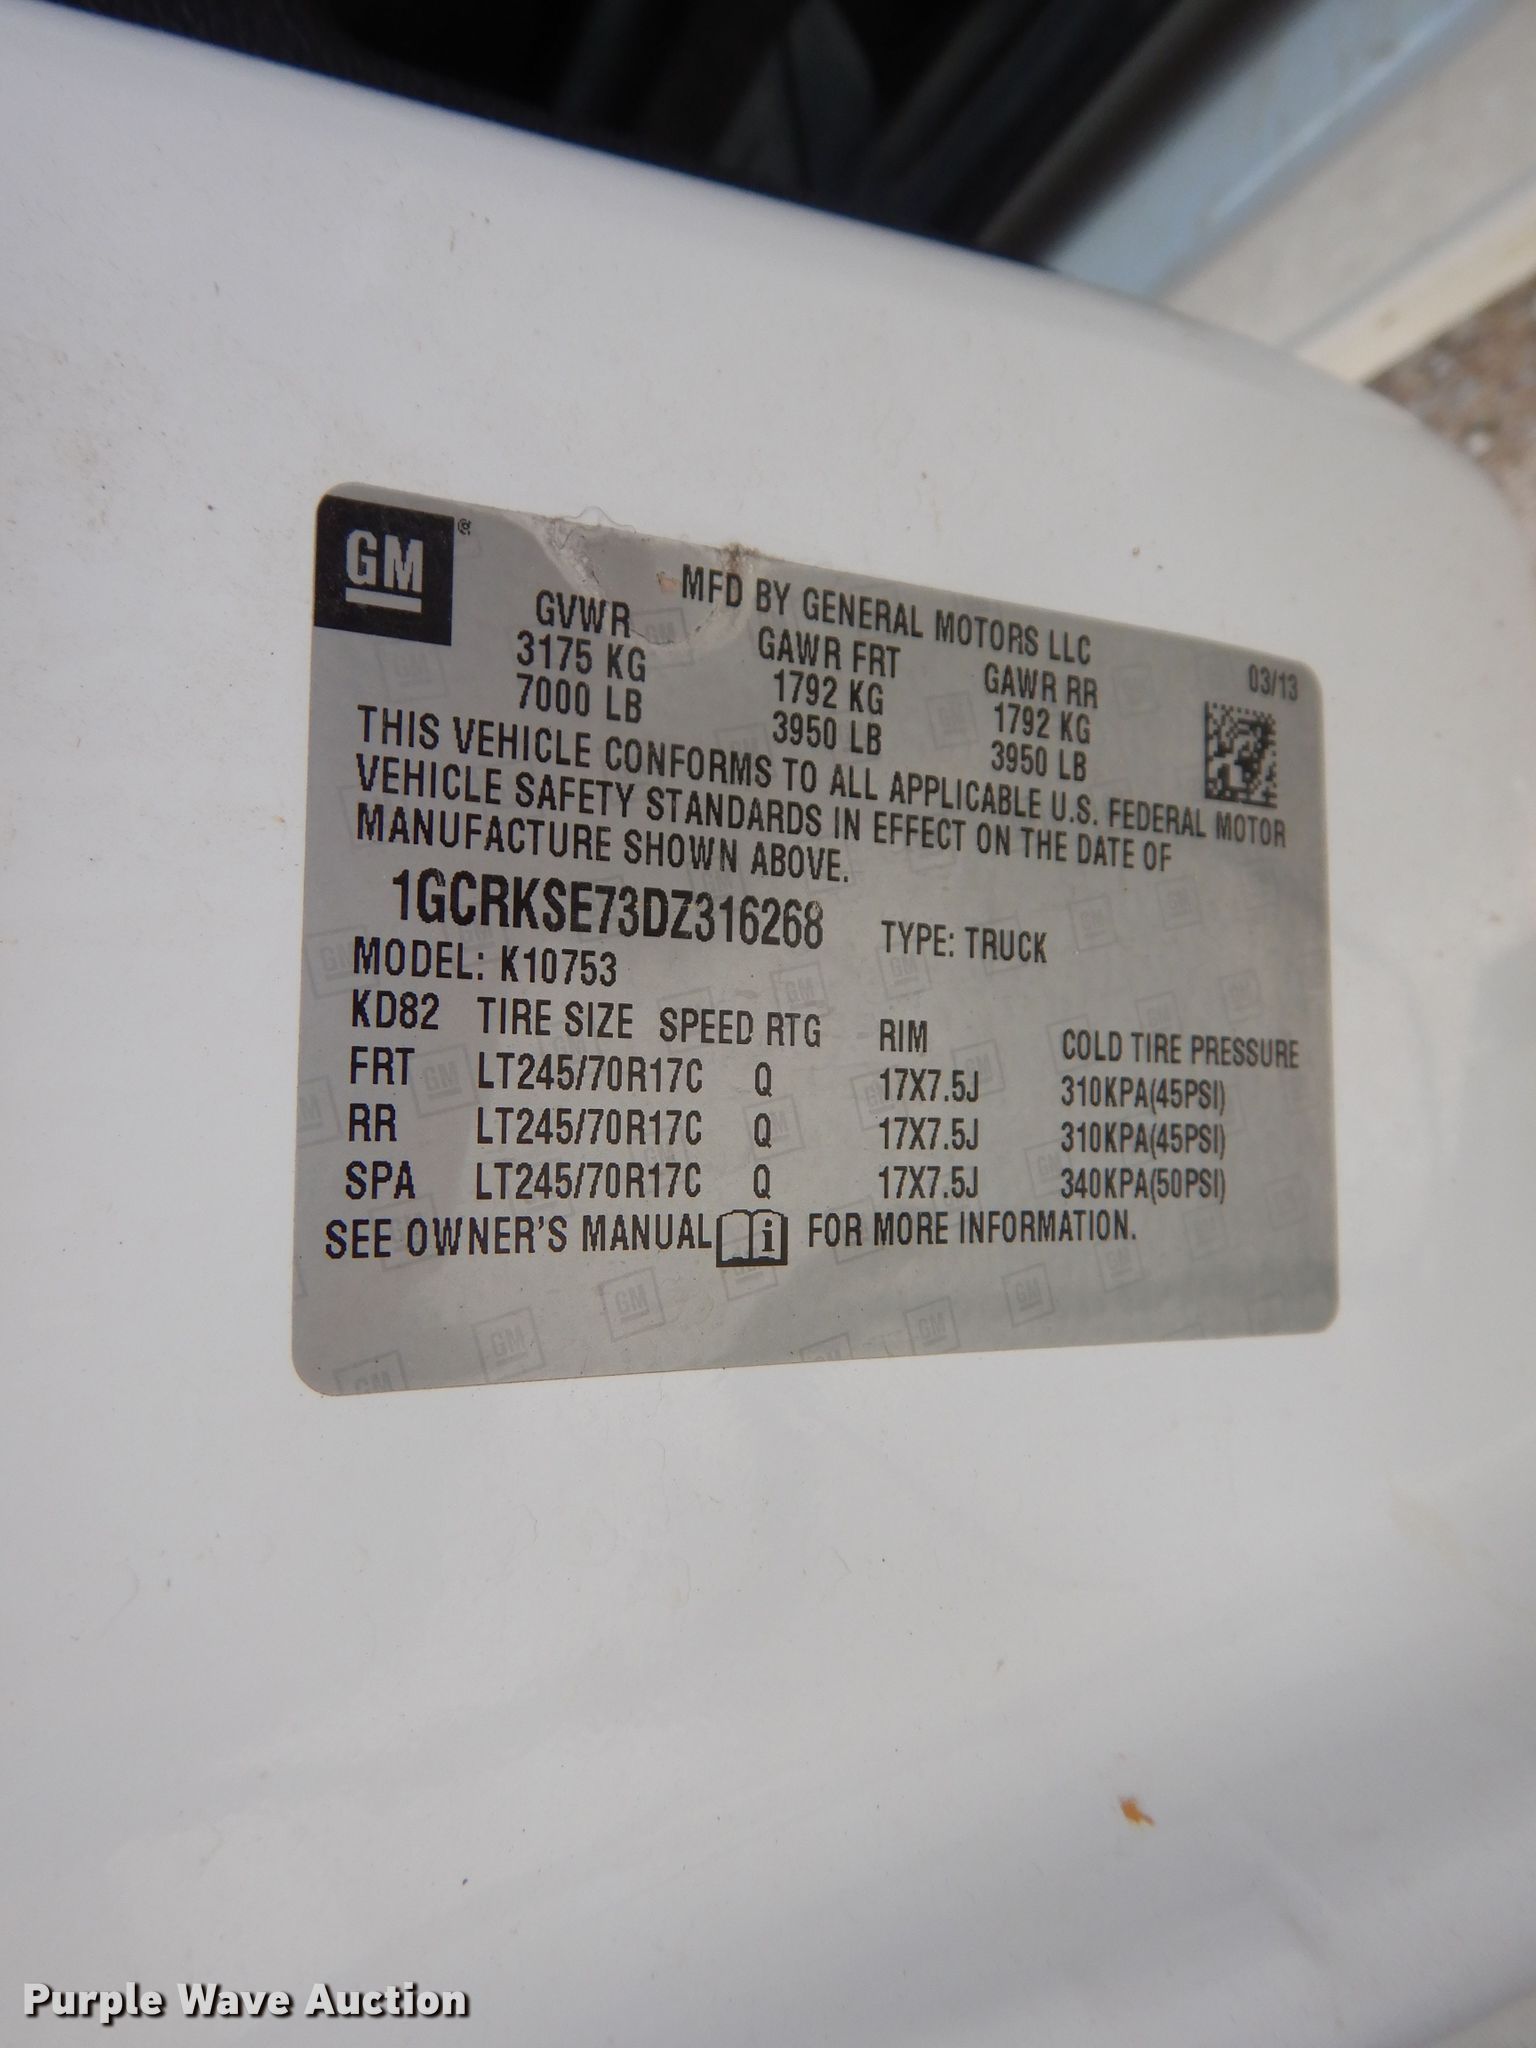 GM®
MFD BY GENERAL MOTORS LLC
03/13
GVWR GAWR FRT GAWR RR
3175 KG 1792 KG 1792 KG
7000 LB 3950 LB 3950 LB
THIS VEHICLE CONFORMS TO ALL APPLICABLE U.S. FEDERAL MOTOR
VEHICLE SAFETY STANDARDS IN EFFECT ON THE DATE OF
MANUFACTURE SHOWN ABOVE.
1GCRKSE73DZ316268 TYPE: TRUCK
MODEL: K10753
KD82 TIRE SIZE SPEED RTG RIM COLD TIRE PRESSURE
FRT LT245/70R17C Q 17X7.5J 310KPA(45PSI)
RR LT245/70R17C Q 17X7.5J 310KPA(45PSI)
SPA LT245/70R17C Q 17X7.5J 340KPA(50PSI)
SEE OWNER'S MANUAL i FOR MORE INFORMATION.
Purple Wave Auction